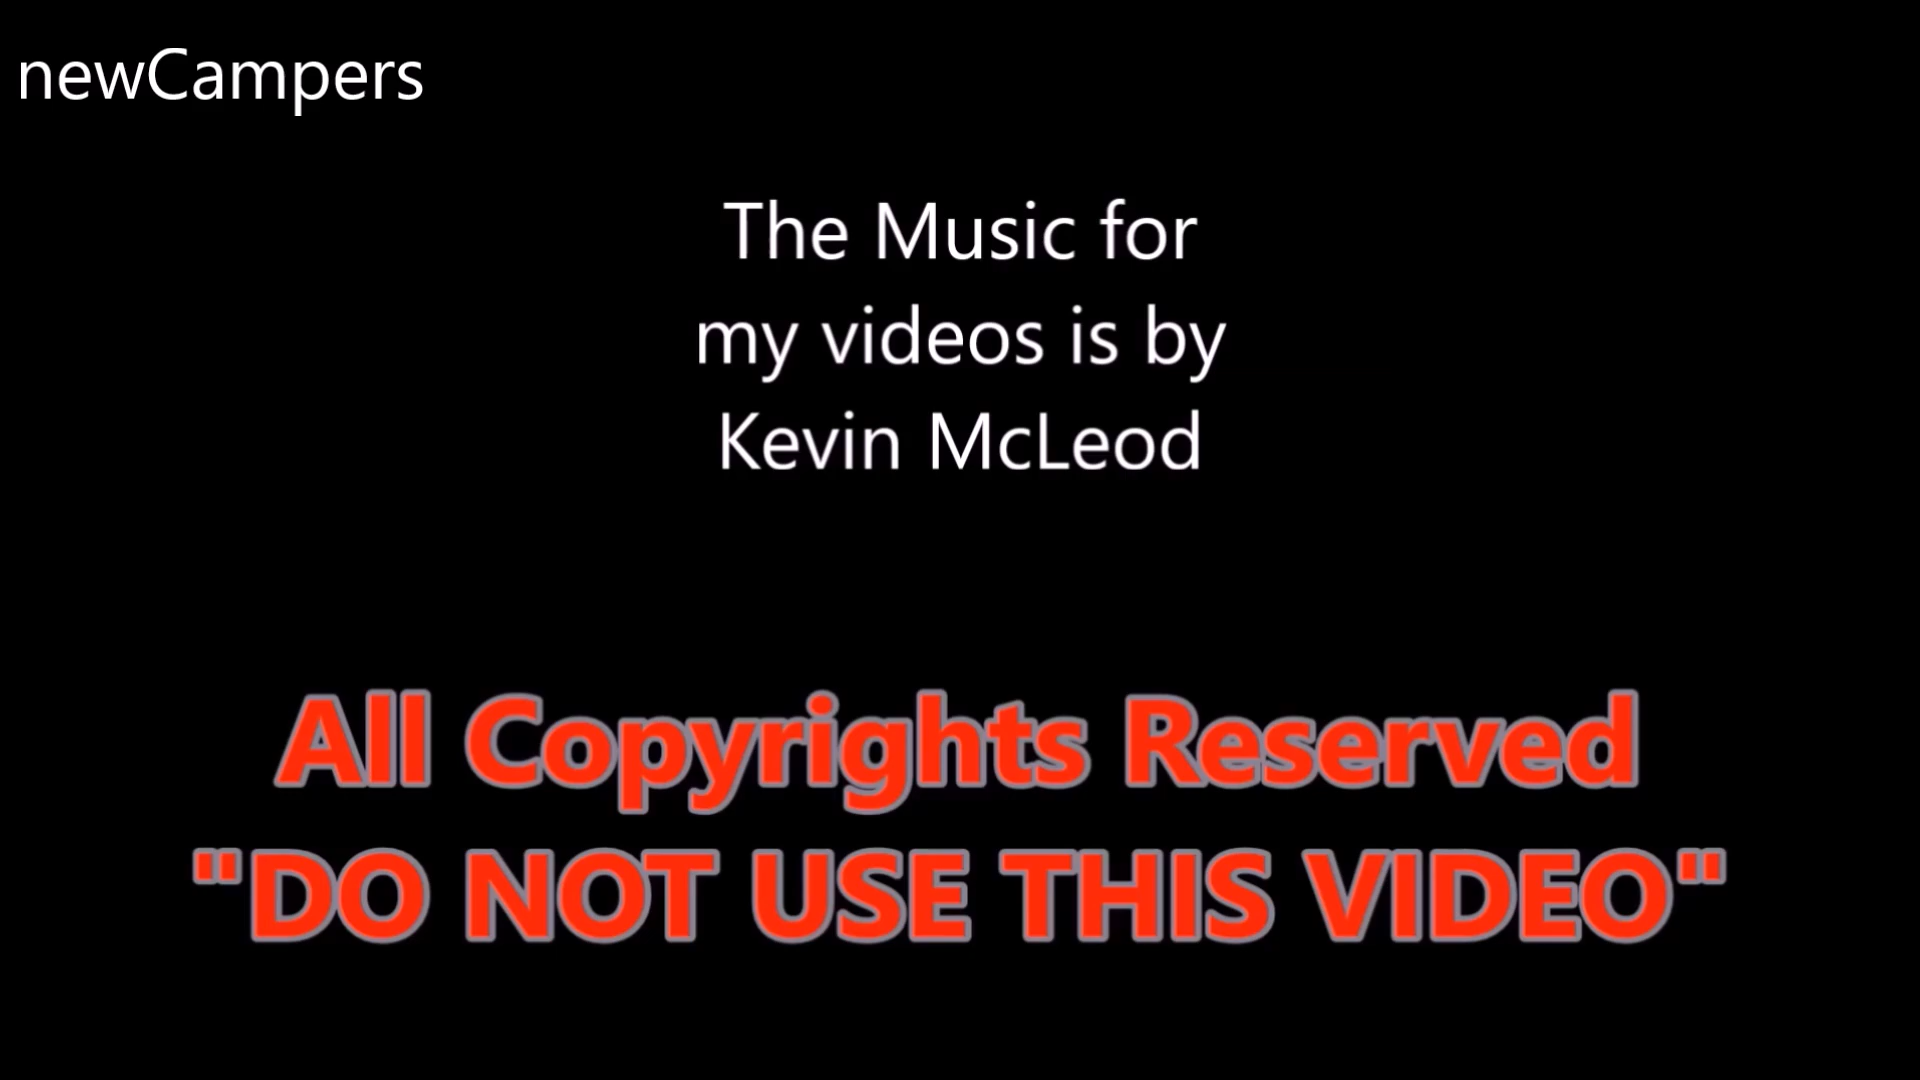 newCampers
The Music for
my videos is by
Kevin McLeod
All Copyrights Reserved
"DO NOT USE THIS VIDEO"